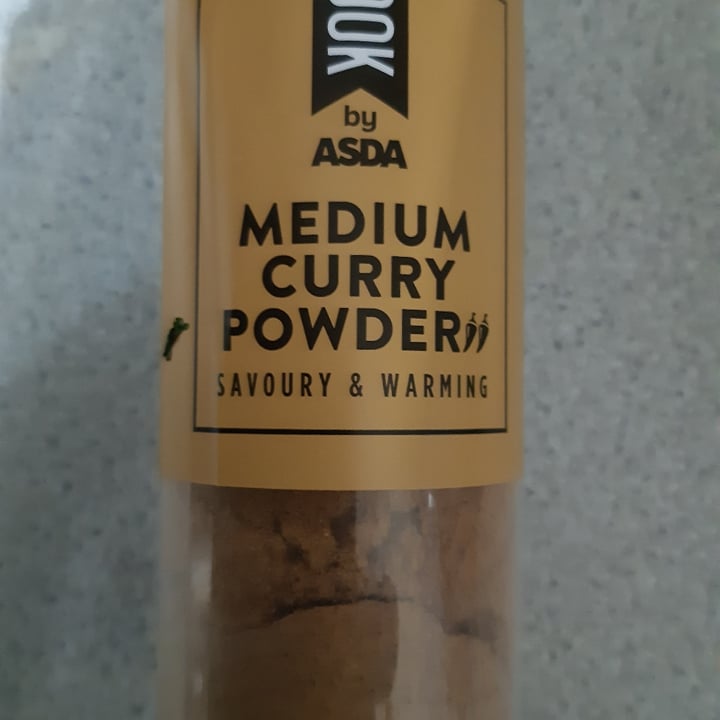 OOK
by
ASDA
MEDIUM
CURRY
POWDER
SAVOURY & WARMING